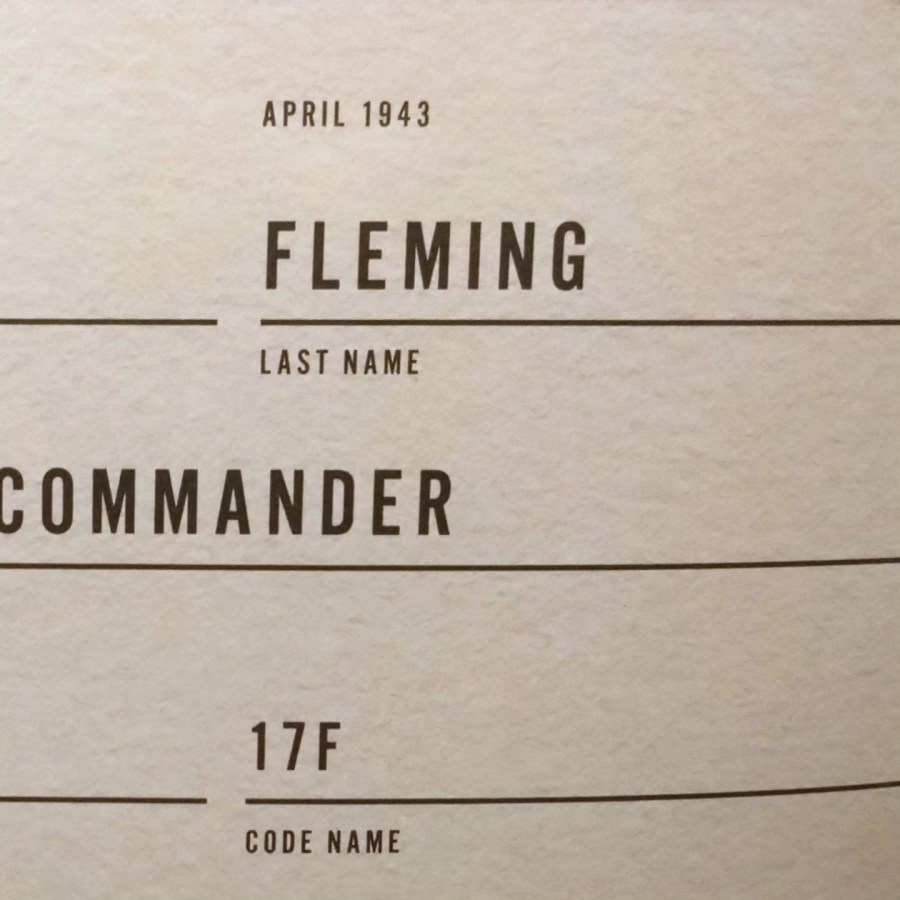 APRIL 1943
FLEMING
LAST NAME
COMMANDER
17F
CODE NAME